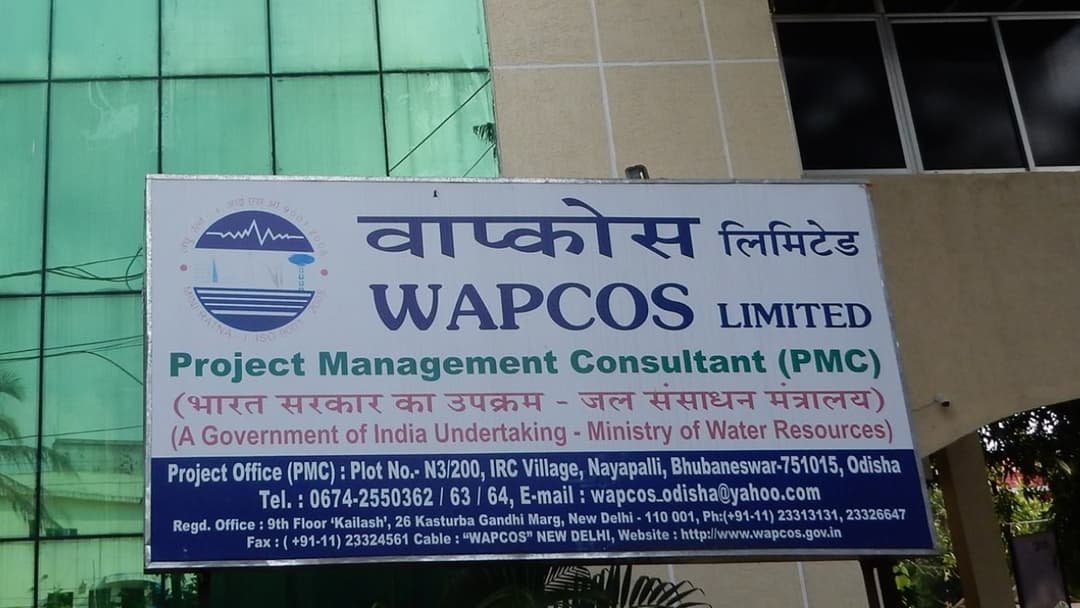 वाप्कोस लिमिटेड
WAPCOS LIMITED
Project Management Consultant (PMC)
(भारत सरकार का उपक्रम - जल संसाधन मंत्रालय)
(A Government of India Undertaking - Ministry of Water Resources)
Project Office (PMC) : Plot No.- N3/200, IRC Village, Nayapalli, Bhubaneswar-751015, Odisha
Tel. : 0674-2550362 / 63 / 64, E-mail : wapcos_odisha@yahoo.com
Regd. Office : 9th Floor 'Kailash', 26 Kasturba Gandhi Marg, New Delhi - 110 001, Ph:(+91-11) 23313131, 23326647
Fax : ( +91-11) 23324561 Cable : "WAPCOS" NEW DELHI, Website : http://www.wapcos.gov.in